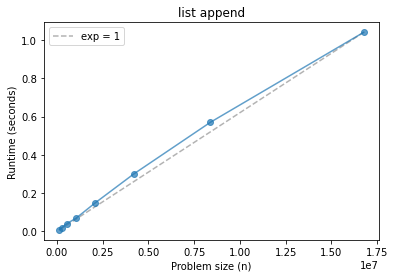 list append
exp = 1
Runtime (seconds)
1.0
0.8
0.6
0.4
0.2
0.0
0.00 0.25 0.50 0.75 1.00 1.25 1.50 1.75
1e7
Problem size (n)